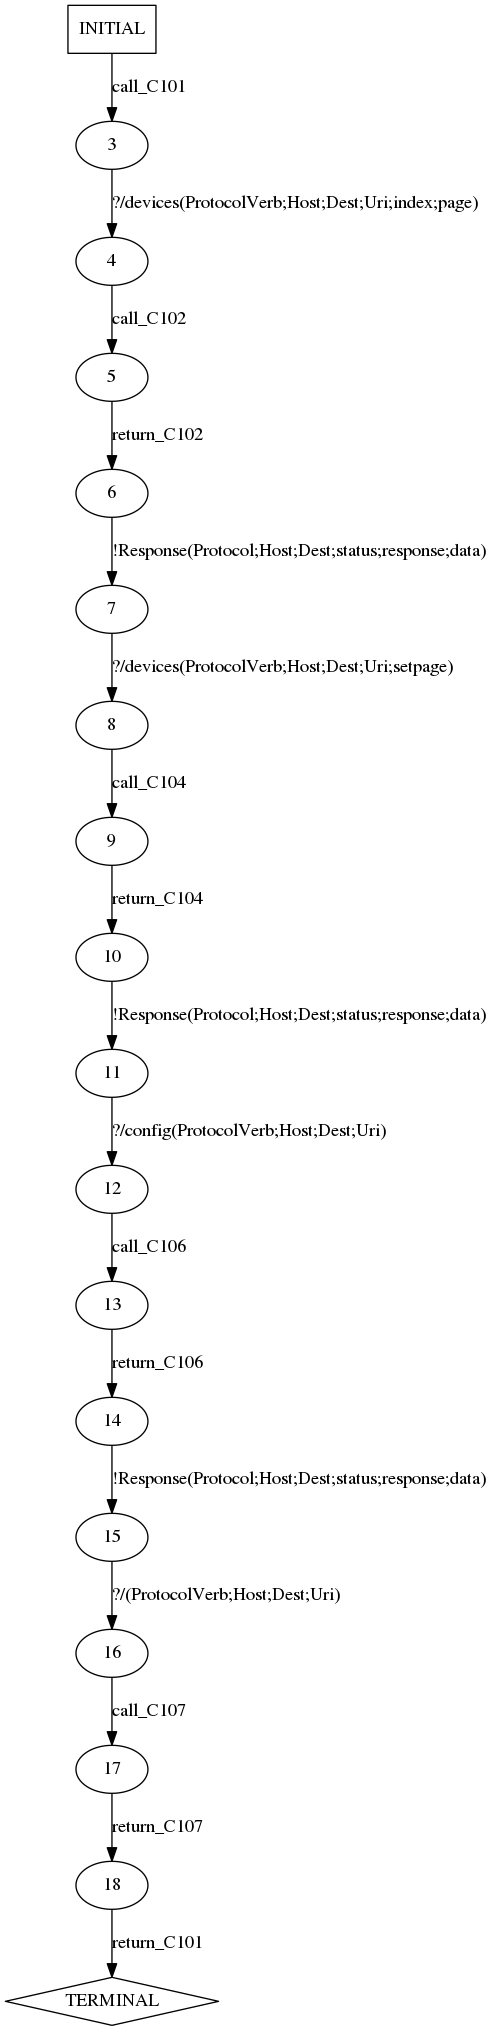 INITIAL
call_C101
3
?/devices(ProtocolVerb;Host;Dest;Uri;index;page)
4
call_C102
5
return_C102
6
!Response(Protocol;Host;Dest;status;response;data)
7
?/devices(ProtocolVerb;Host;Dest;Uri;setpage)
8
call_C104
9
return_C104
10
!Response(Protocol;Host;Dest;status;response;data)
11
?/config(ProtocolVerb;Host;Dest;Uri)
12
call_C106
13
return_C106
14
!Response(Protocol;Host;Dest;status;response;data)
15
?/(ProtocolVerb;Host;Dest;Uri)
16
call_C107
17
return_C107
18
return_C101
TERMINAL